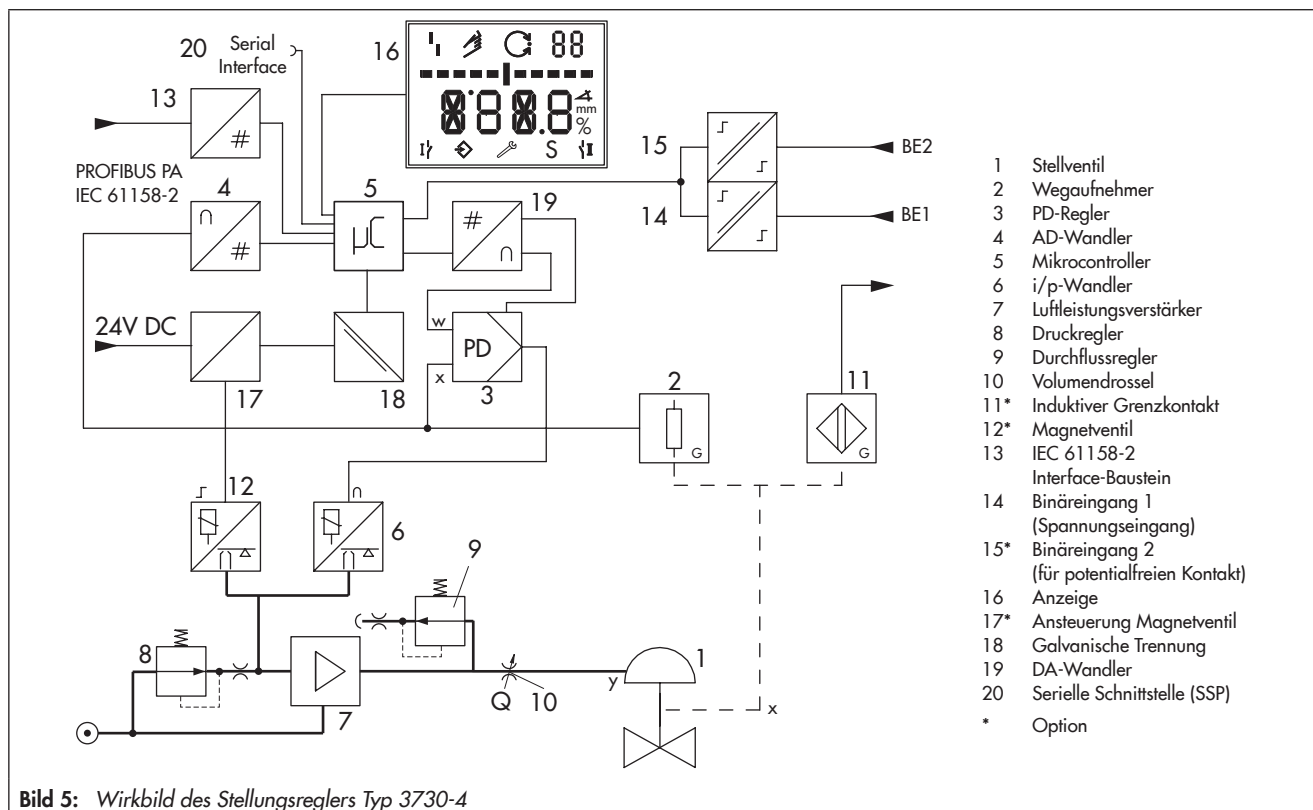 20 Serial
Interface
16
88
mm
%
S
13
PROFIBUS PA
IEC 61158-2
4
#
∩
#
5
µC
19
#
∩
15
BE2
14
BE1
24V DC
17
18
w
PD
x
3
2
G
11
G
12
∩
6
9
8
7
Q
10
y
1
x
1 Stellventil
2 Wegaufnehmer
3 PD-Regler
4 AD-Wandler
5 Mikrocontroller
6 i/p-Wandler
7 Luftleistungsverstärker
8 Druckregler
9 Durchflussregler
10 Volumendrossel
11* Induktiver Grenzkontakt
12* Magnetventil
13 IEC 61158-2
Interface-Baustein
14 Binäreingang 1
(Spannungseingang)
15* Binäreingang 2
(für potentialfreien Kontakt)
16 Anzeige
17* Ansteuerung Magnetventil
18 Galvanische Trennung
19 DA-Wandler
20 Serielle Schnittstelle (SSP)
* Option
Bild 5: Wirkbild des Stellungsreglers Typ 3730-4